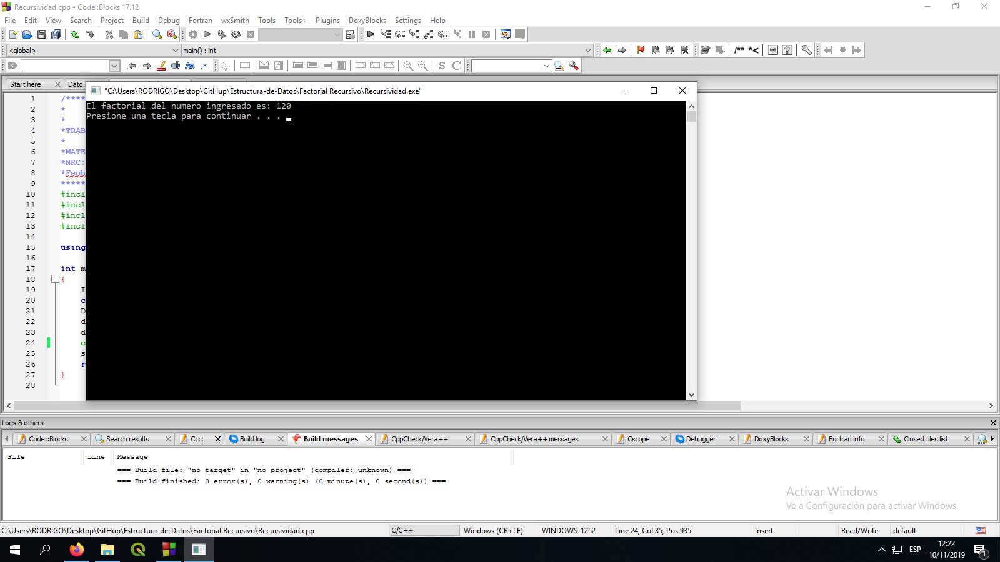 Recursividad.cpp - Code::Blocks 17.12
File Edit View Search Project Build Debug Fortran wxSmith Tools Tools+ Plugins DoxyBlocks Settings Help
<global> main() : int
/** *<
Aa .*
S C
Start here Dato.
"C:\Users\RODRIGO\Desktop\GitHup\Estructura-de-Datos\Factorial Recursivo\Recursividad.exe"
El factorial del numero ingresado es: 120
Presione una tecla para continuar . . .
1 /****
2 *
3 *
4 *TRAB
5 *
6 *MATE
7 *NRC:
8 *Fech
9 *****
10 #incl
11 #incl
12 #incl
13 #incl
14
15 using
16
17 int m
18 {
19 I
20 c
21 D
22 d
23 d
24 c
25 s
26 r
27 }
28
Logs & others
Code::Blocks Search results Cccc Build log Build messages CppCheck/Vera++ CppCheck/Vera++ messages Cscope Debugger DoxyBlocks Fortran info Closed files list
File Line Message
=== Build file: "no target" in "no project" (compiler: unknown) ===
=== Build finished: 0 error(s), 0 warning(s) (0 minute(s), 0 second(s)) ===
Activar Windows
Ve a Configuración para activar Windows.
C:\Users\RODRIGO\Desktop\GitHup\Estructura-de-Datos\Factorial Recursivo\Recursividad.cpp C/C++ Windows (CR+LF) WINDOWS-1252 Line 24, Col 35, Pos 935 Insert Read/Write default
ESP 12:22
10/11/2019 1